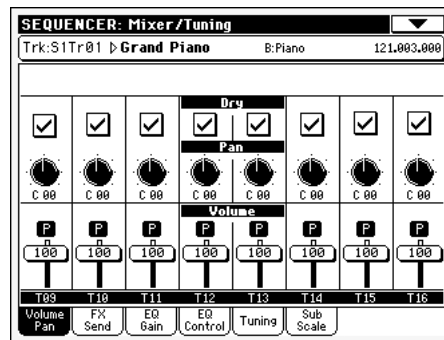 SEQUENCER: Mixer/Tuning
Trk:S1Tr01 ▷Grand Piano B:Piano 121.003.000
Dry
Pan
C 00 C 00 C 00 C 00 C 00 C 00 C 00 C 00
Volume
P P P P P P P P
100 100 100 100 100 100 100 100
T09 T10 T11 T12 T13 T14 T15 T16
Volume Pan FX Send EQ Gain EQ Control Tuning Sub Scale